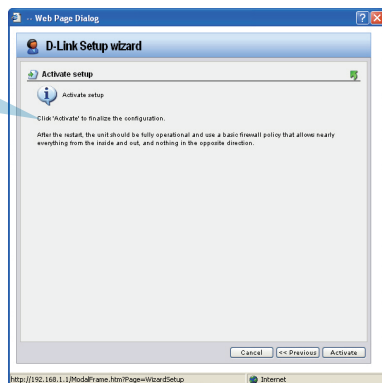 -- Web Page Dialog
D-Link Setup wizard
Activate setup
Activate setup
Click 'Activate' to finalize the configuration.
After the restart, the unit should be fully operational and use a basic firewall policy that allows nearly
everything from the inside and out, and nothing in the opposite direction.
Cancel << Previous Activate
http://192.168.1.1/ModalFrame.htm?Page=WizardSetup Internet